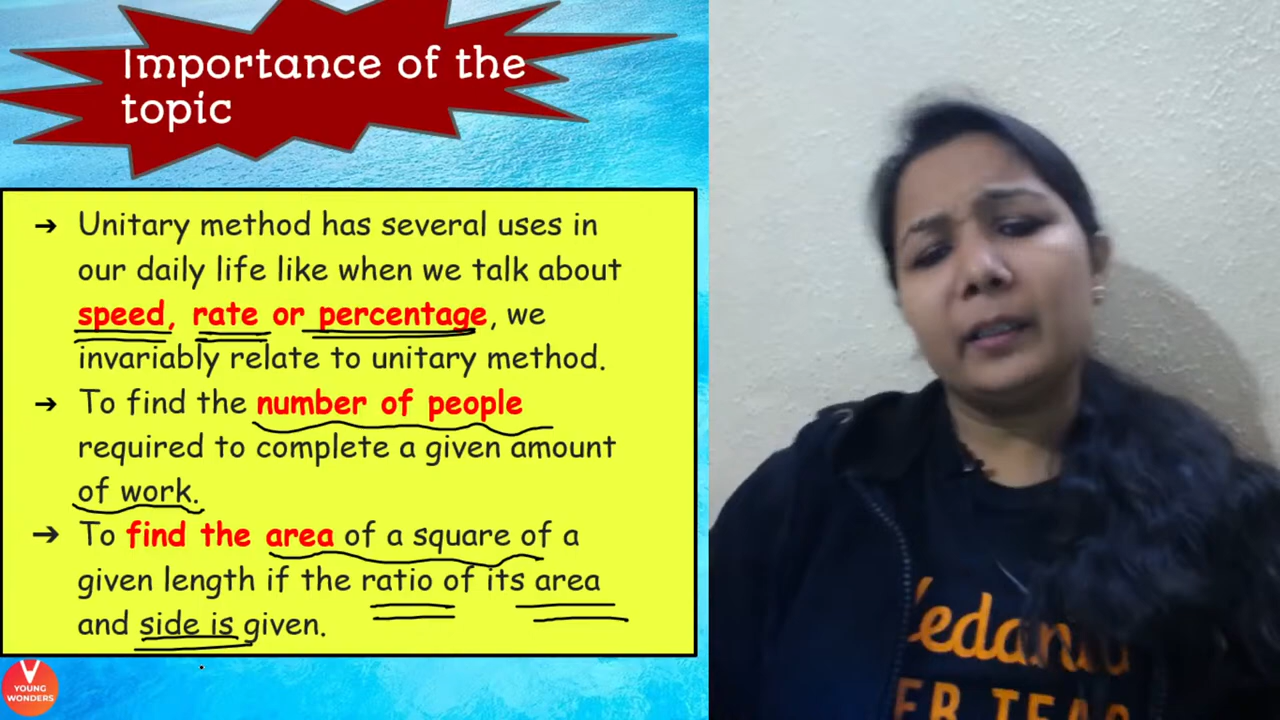 Importance of the
topic
➔ Unitary method has several uses in
our daily life like when we talk about
speed, rate or percentage, we
invariably relate to unitary method.
➔ To find the number of people
required to complete a given amount
of work.
➔ To find the area of a square of a
given length if the ratio of its area
and side is given.
V
YOUNG
WONDERS